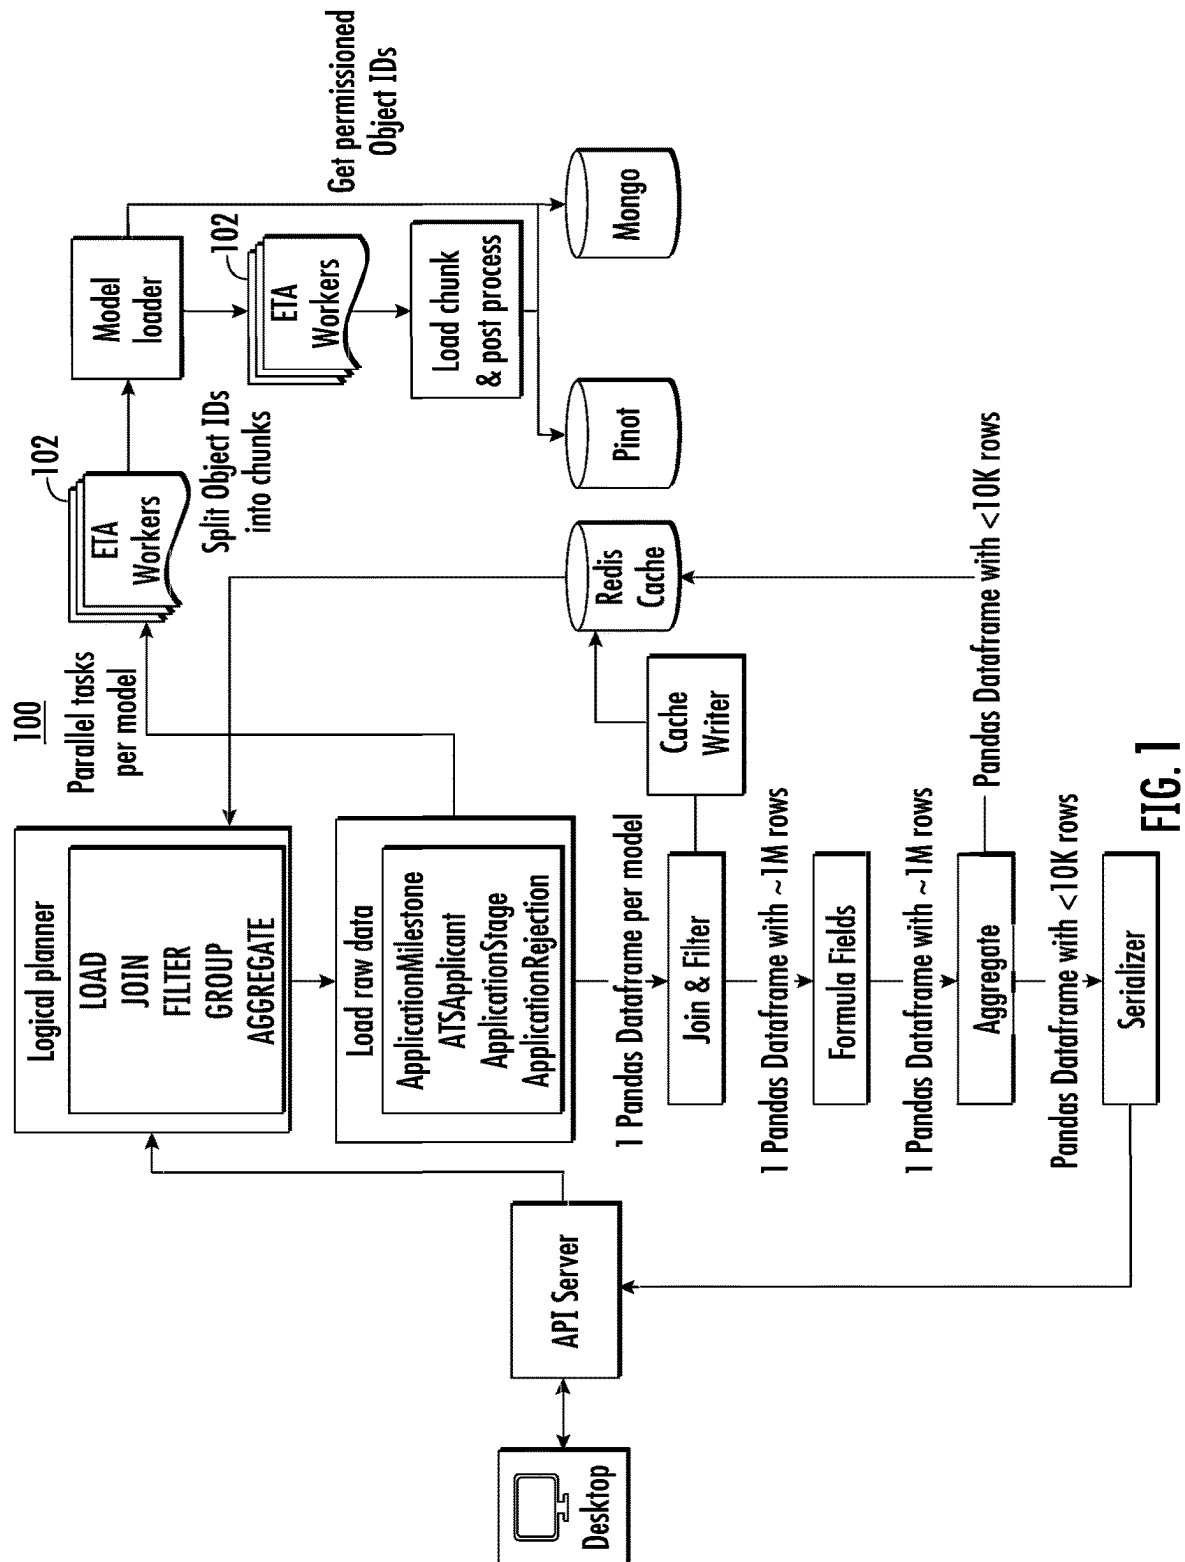 100
Desktop
API Server
Logical planner
LOAD
JOIN
FILTER
GROUP
AGGREGATE
Load raw data
ApplicationMilestone
ATSApplicant
ApplicationStage
ApplicationRejection
Parallel tasks
per model
102
ETA
Workers
Split Object IDs
into chunks
Model
loader
102
ETA
Workers
Load chunk
& post process
Get permissioned
Object IDs
Mongo
Pinot
Redis
Cache
Cache
Writer
1 Pandas Dataframe per model
Join & Filter
1 Pandas Dataframe with ~1M rows
Formula Fields
1 Pandas Dataframe with ~1M rows
Aggregate
Pandas Dataframe with <10K rows
Pandas Dataframe with <10K rows
Serializer
FIG. 1